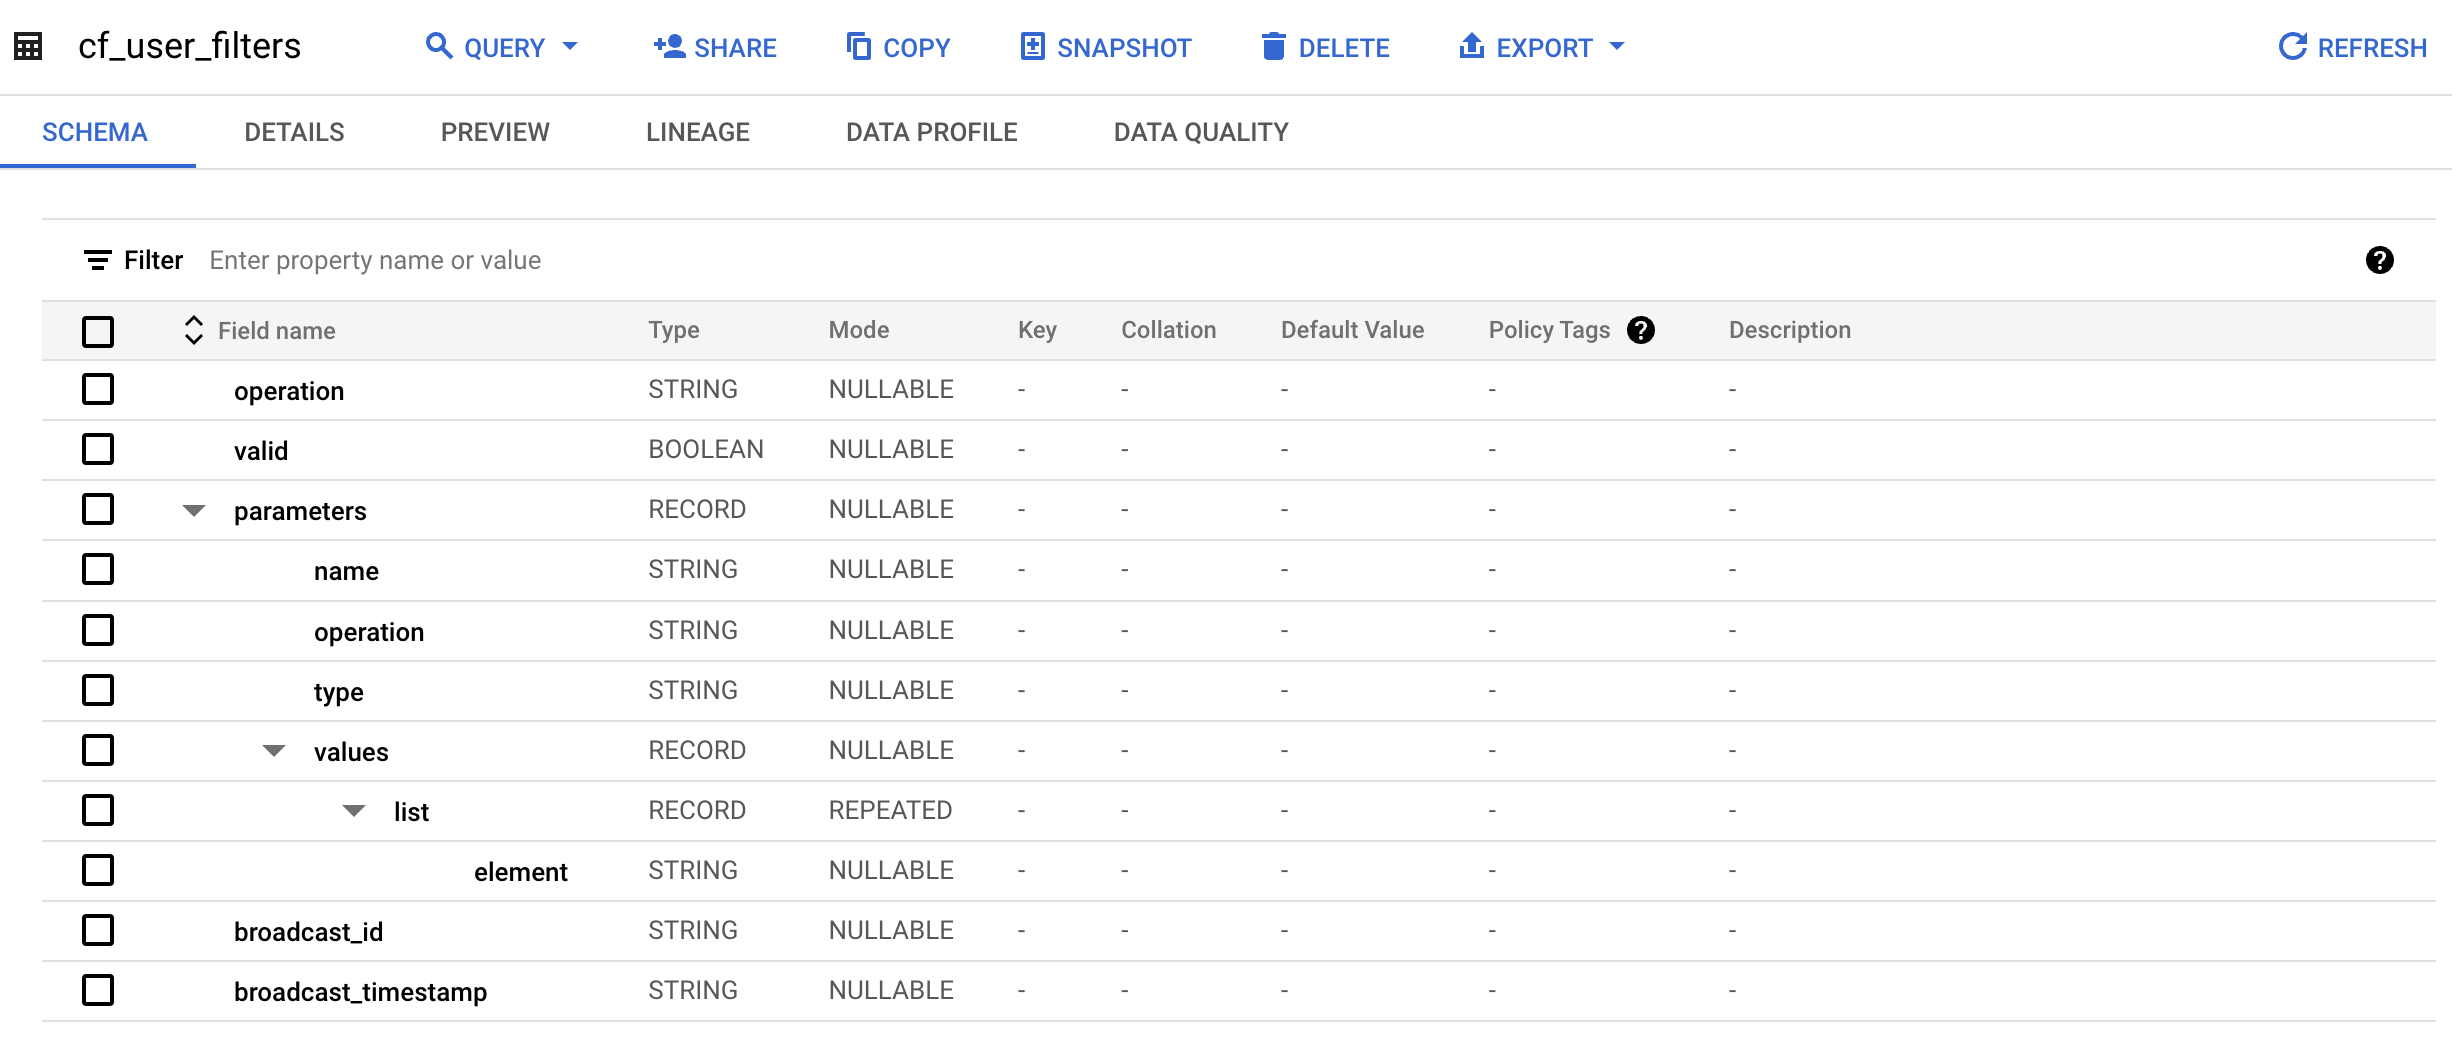 cf_user_filters QUERY SHARE COPY SNAPSHOT DELETE EXPORT REFRESH
SCHEMA DETAILS PREVIEW LINEAGE DATA PROFILE DATA QUALITY
Filter Enter property name or value ?
Field name Type Mode Key Collation Default Value Policy Tags ? Description
operation STRING NULLABLE - - - - -
valid BOOLEAN NULLABLE - - - - -
parameters RECORD NULLABLE - - - - -
name STRING NULLABLE - - - - -
operation STRING NULLABLE - - - - -
type STRING NULLABLE - - - - -
values RECORD NULLABLE - - - - -
list RECORD REPEATED - - - - -
element STRING NULLABLE - - - - -
broadcast_id STRING NULLABLE - - - - -
broadcast_timestamp STRING NULLABLE - - - - -